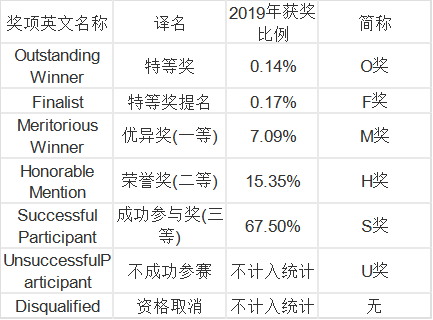 奖项英文名称 译名 2019年获奖比例 简称
Outstanding Winner 特等奖 0.14% O奖
Finalist 特等奖提名 0.17% F奖
Meritorious Winner 优异奖(一等) 7.09% M奖
Honorable Mention 荣誉奖(二等) 15.35% H奖
Successful Participant 成功参与奖(三等) 67.50% S奖
UnsuccessfulParticipant 不成功参赛 不计入统计 U奖
Disqualified 资格取消 不计入统计 无